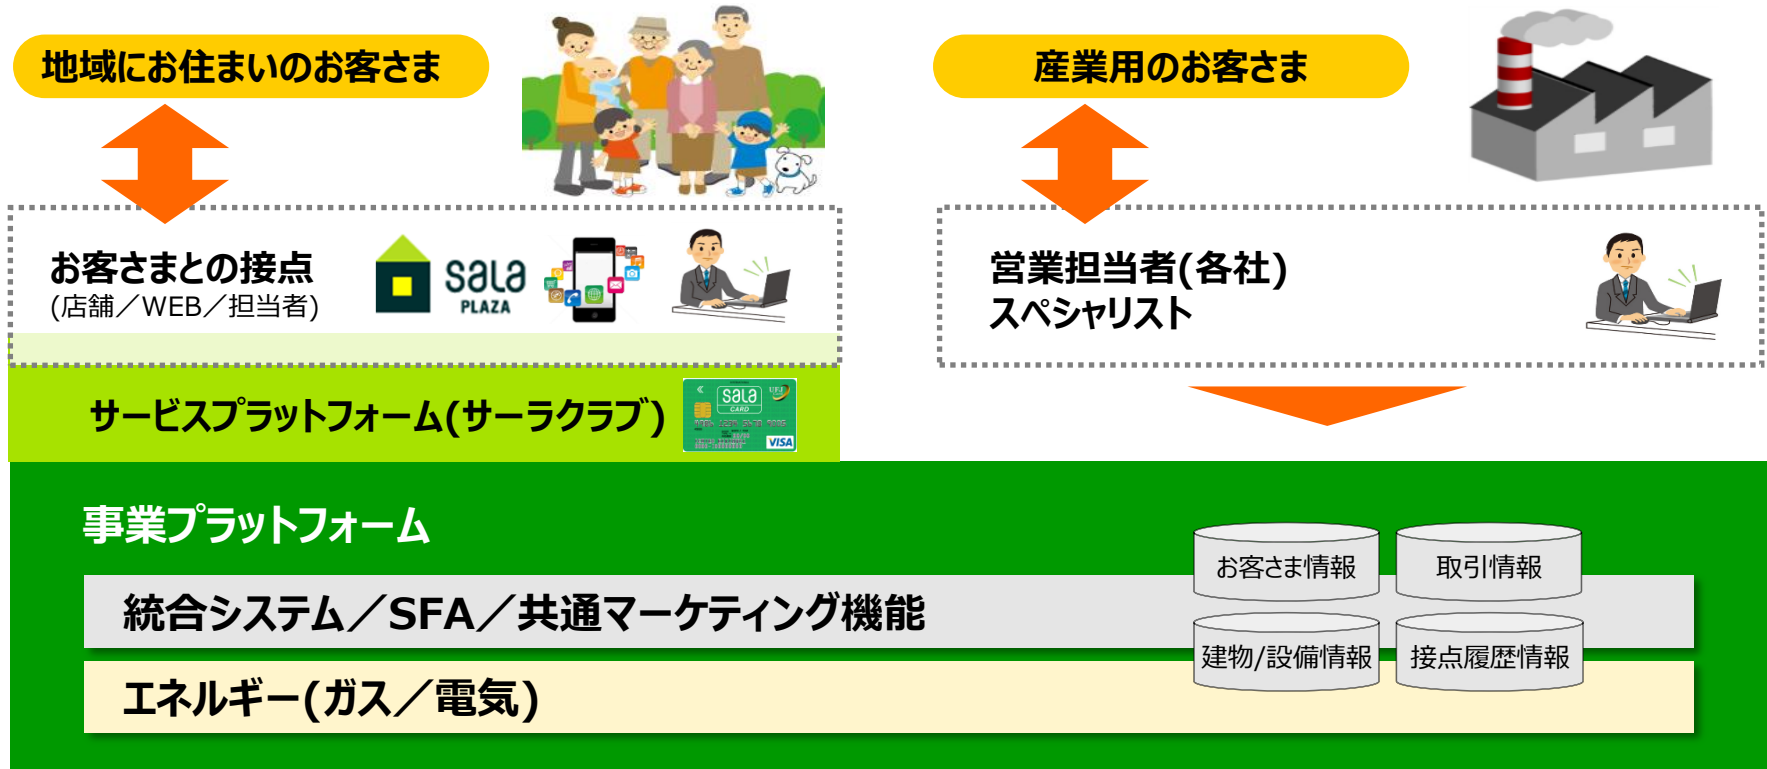 地域にお住まいのお客さま
産業用のお客さま
お客さまとの接点
(店舗／WEB／担当者)
sala
PLAZA
営業担当者(各社)
スペシャリスト
サービスプラットフォーム(サーラクラブ)
sala
CARD
UFJ
VISA
事業プラットフォーム
お客さま情報
取引情報
統合システム／SFA／共通マーケティング機能
建物/設備情報
接点履歴情報
エネルギー(ガス／電気)